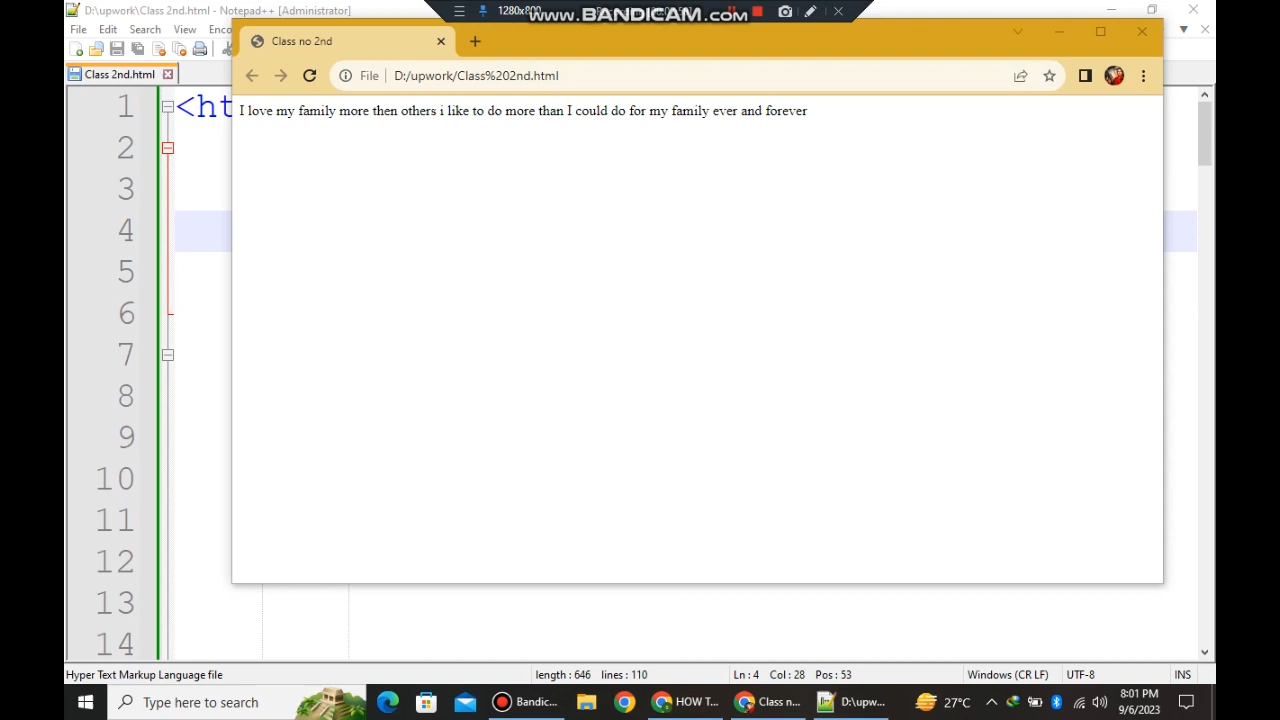 D:\upwork\Class 2nd.html - Notepad++ [Administrator]
1280x800
www.BANDICAM.com
File Edit Search View Enco
Class no 2nd
Class 2nd.html
File D:/upwork/Class%202nd.html
I love my family more then others i like to do more than I could do for my family ever and forever
1 <ht
2
3
4
5
6
7
8
9
10
11
12
13
14
Hyper Text Markup Language file length : 646 lines : 110 Ln : 4 Col : 28 Pos : 53 Windows (CR LF) UTF-8 INS
Type here to search Bandic... HOW T... Class n... D:\upw... 27°C 8:01 PM
9/6/2023